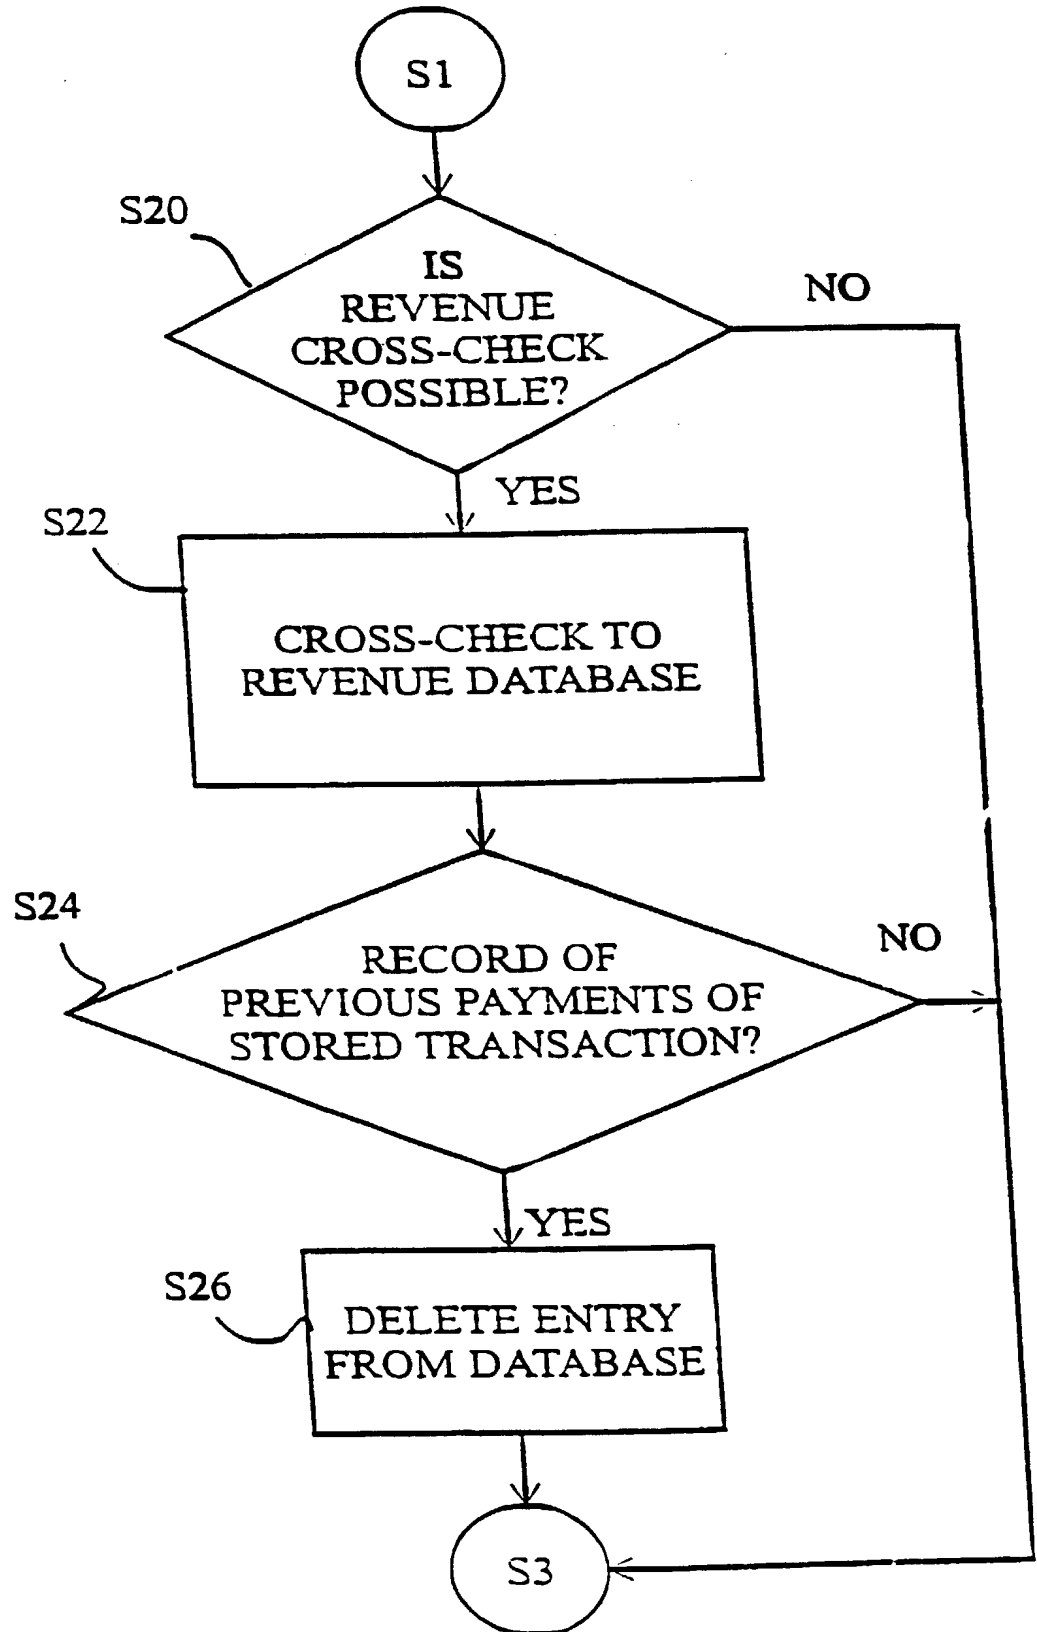 S1
S20
IS
REVENUE
CROSS-CHECK
POSSIBLE?
NO
YES
S22
CROSS-CHECK TO
REVENUE DATABASE
S24
RECORD OF
PREVIOUS PAYMENTS OF
STORED TRANSACTION?
NO
YES
S26
DELETE ENTRY
FROM DATABASE
S3